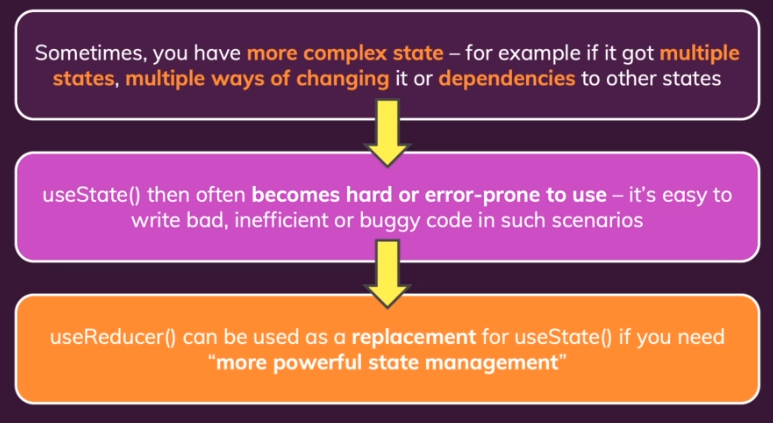 Sometimes, you have more complex state – for example if it got multiple
states, multiple ways of changing it or dependencies to other states
useState() then often becomes hard or error-prone to use – it's easy to
write bad, inefficient or buggy code in such scenarios
useReducer() can be used as a replacement for useState() if you need
“more powerful state management”